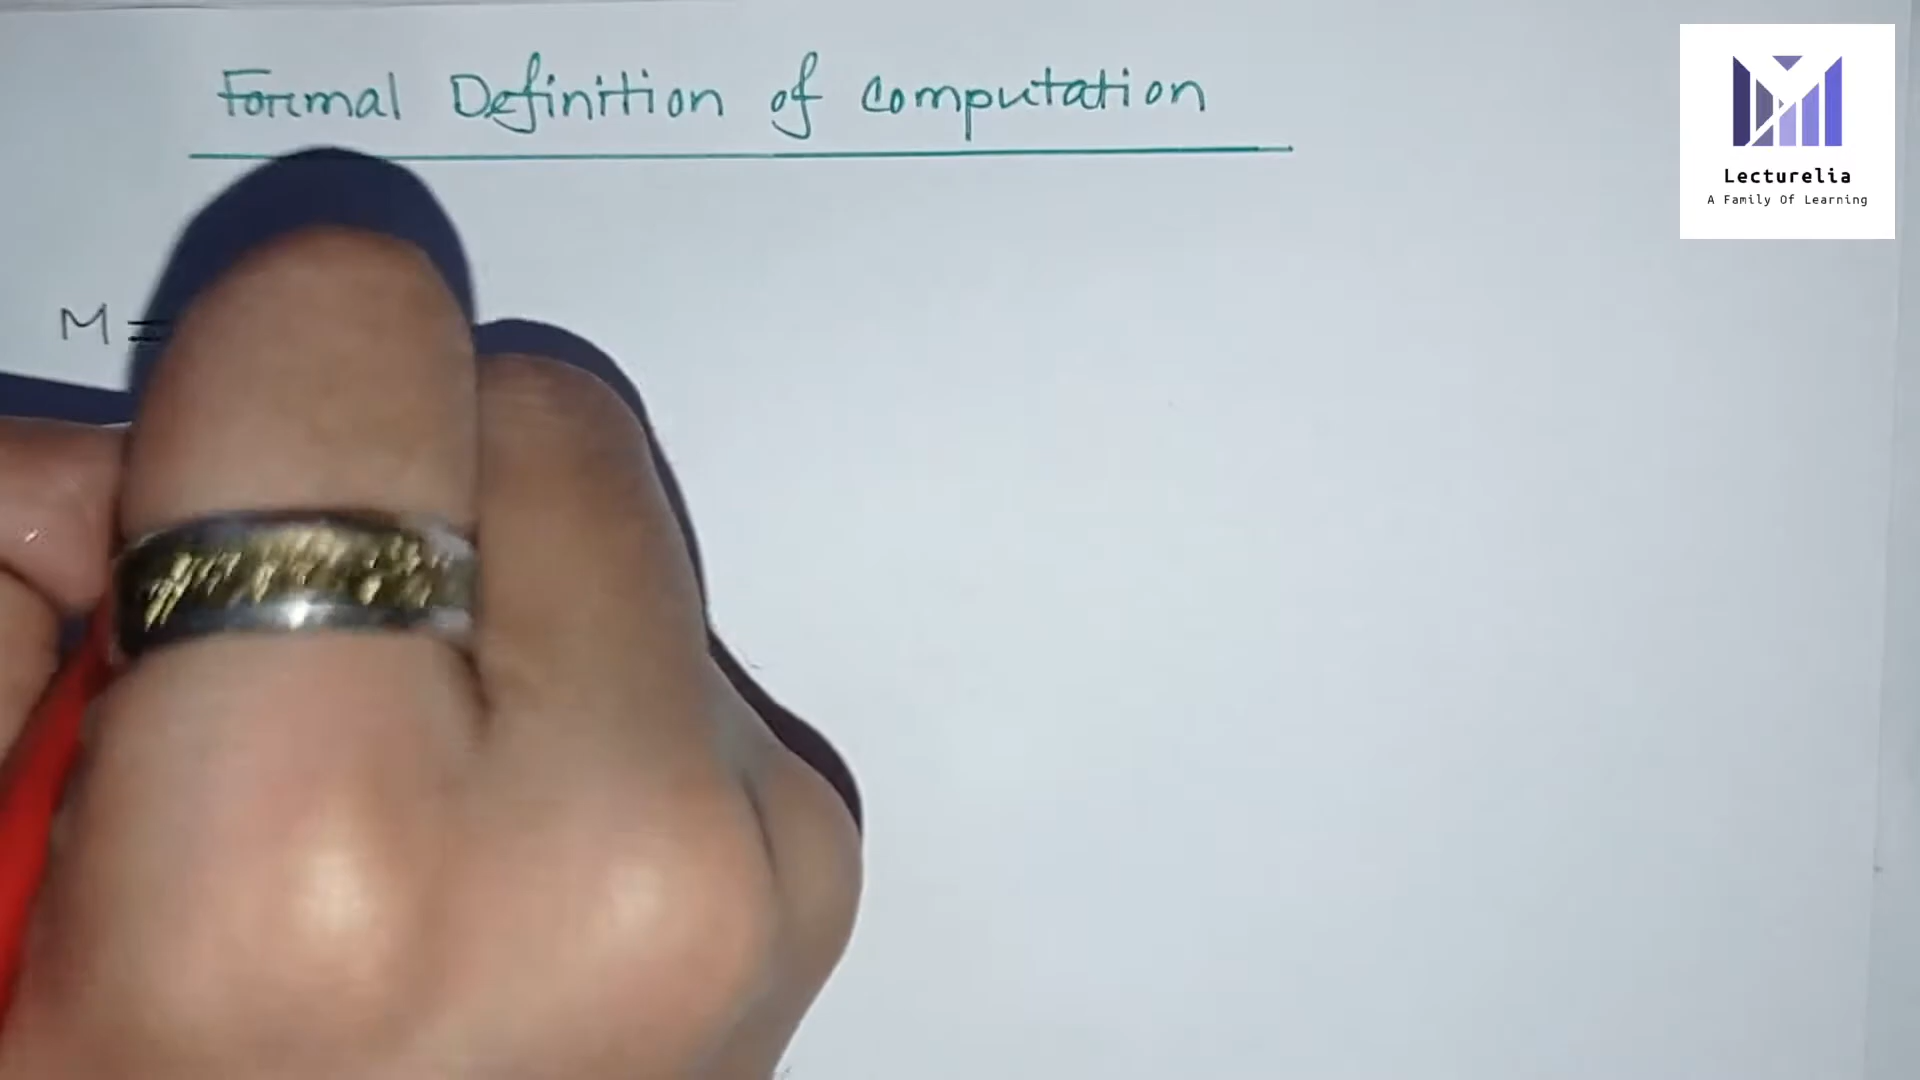 Formal Definition of computation
Lecturelia
A Family Of Learning
M =